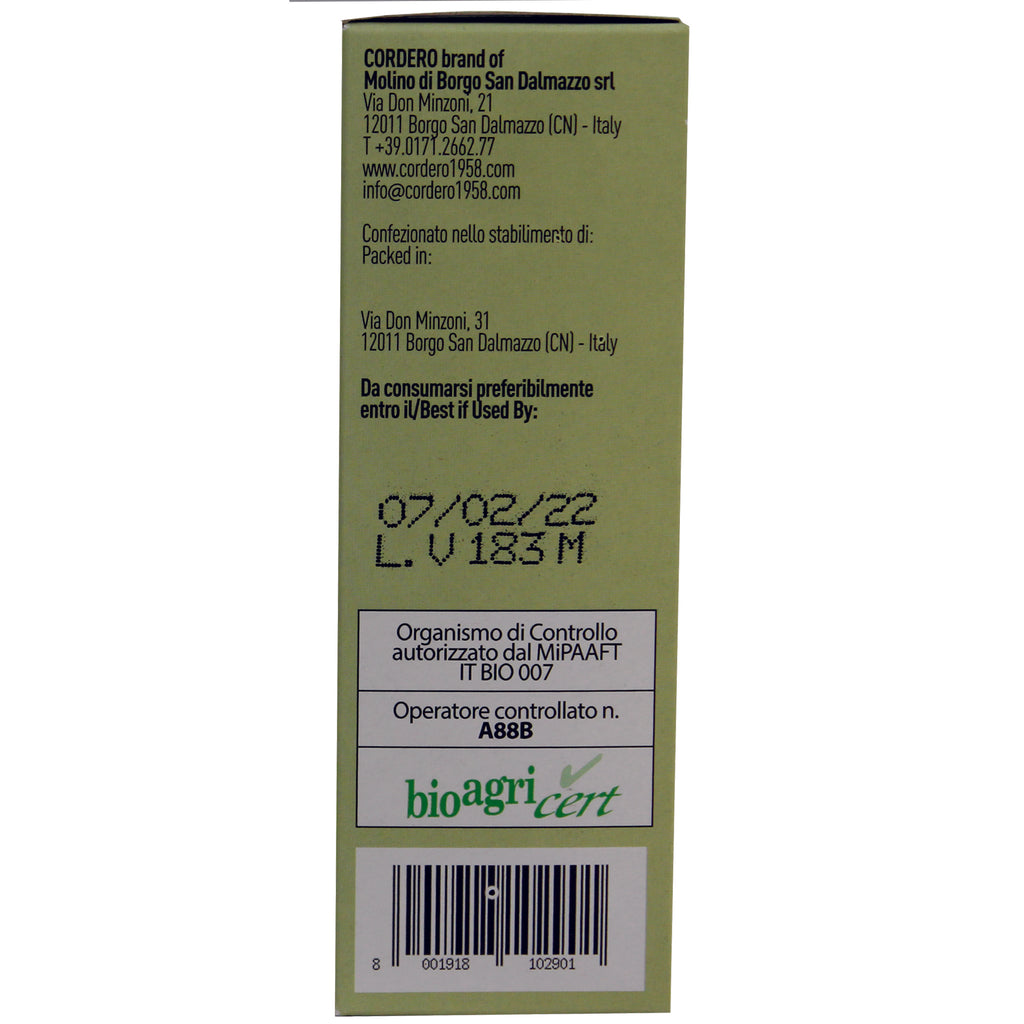 CORDERO brand of
Molino di Borgo San Dalmazzo srl
Via Don Minzoni, 21
12011 Borgo San Dalmazzo (CN) - Italy
T +39.0171.2662.77
www.cordero1958.com
info@cordero1958.com
Confezionato nello stabilimento di:
Packed in:
Via Don Minzoni, 31
12011 Borgo San Dalmazzo (CN) - Italy
Da consumarsi preferibilmente
entro il/Best if Used By:
07/02/22
L. V 183 M
Organismo di Controllo
autorizzato dal MiPAAFT
IT BIO 007
Operatore controllato n.
A88B
bioagricert
8 001918 102901